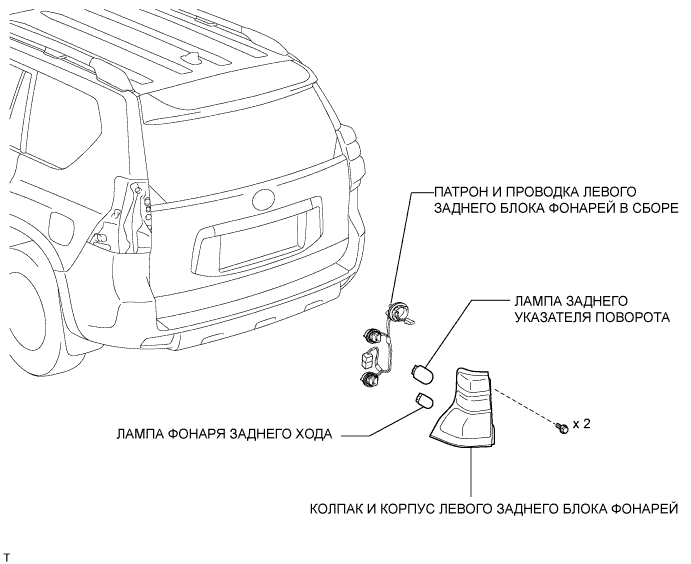 ПАТРОН И ПРОВОДКА ЛЕВОГО
ЗАДНЕГО БЛОКА ФОНАРЕЙ В СБОРЕ
ЛАМПА ЗАДНЕГО
УКАЗАТЕЛЯ ПОВОРОТА
x 2
ЛАМПА ФОНАРЯ ЗАДНЕГО ХОДА
КОЛПАК И КОРПУС ЛЕВОГО ЗАДНЕГО БЛОКА ФОНАРЕЙ
T